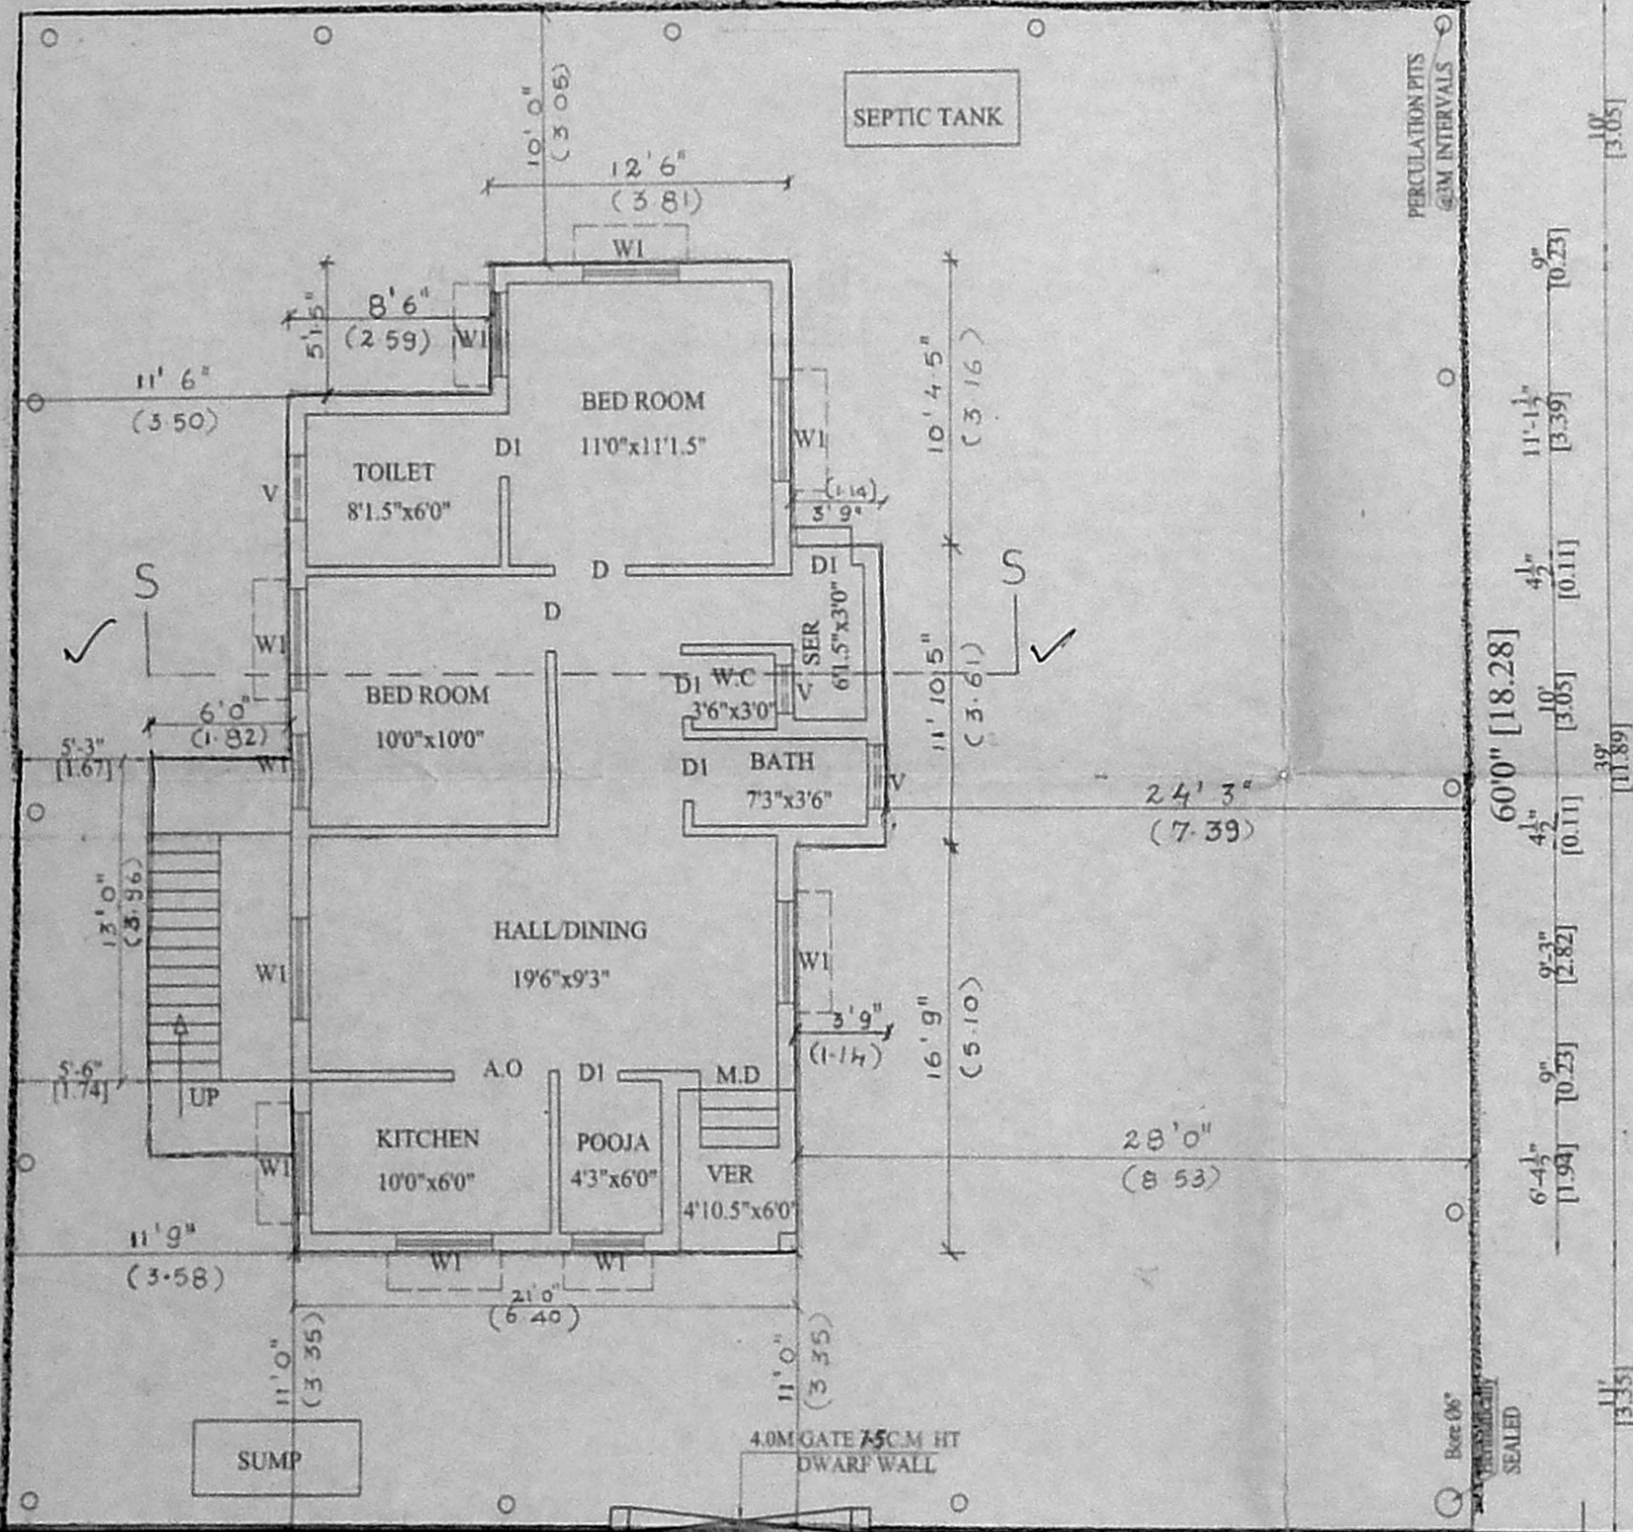 SEPTIC TANK
PERCULATION PITS
@3M INTERVALS
10'0"
(3.05)
12'6"
(3.81)
W1
5'1.5"
8'6"
(2.59)
W1
11'6"
(3.50)
BED ROOM
11'0"x11'1.5"
W1
10'4.5"
(3.16)
D1
TOILET
8'1.5"x6'0"
V
(1.14)
3'9"
S
D
D1
S
D
W1
SER
6'1.5"x3'0"
BED ROOM
10'0"x10'0"
D1
W.C
3'6"x3'0"
V
11'10.5"
(3.61)
6'0"
(1.82)
5'-3"
[1.67]
W1
D1
BATH
7'3"x3'6"
V
24'3"
(7.39)
13'0"
(3.96)
HALL/DINING
19'6"x9'3"
W1
W1
3'9"
(1.14)
16'9"
(5.10)
5'-6"
[1.74]
UP
A.O
D1
M.D
KITCHEN
10'0"x6'0"
POOJA
4'3"x6'0"
VER
4'10.5"x6'0"
W1
28'0"
(8.53)
11'9"
(3.58)
W1
W1
21'0"
(6.40)
11'0"
(3.35)
11'0"
(3.35)
SUMP
4.0M GATE 7.5C.M HT
DWARF WALL
Bore Ø6"
SEALED
60'0" [18.28]
10'
[3.05]
9"
[0.23]
11'-1½"
[3.39]
4½"
[0.11]
10'
[3.05]
39'
[11.89]
4½"
[0.11]
9'-3"
[2.82]
9"
[0.23]
6'-4½"
[1.94]
11'
[3.35]